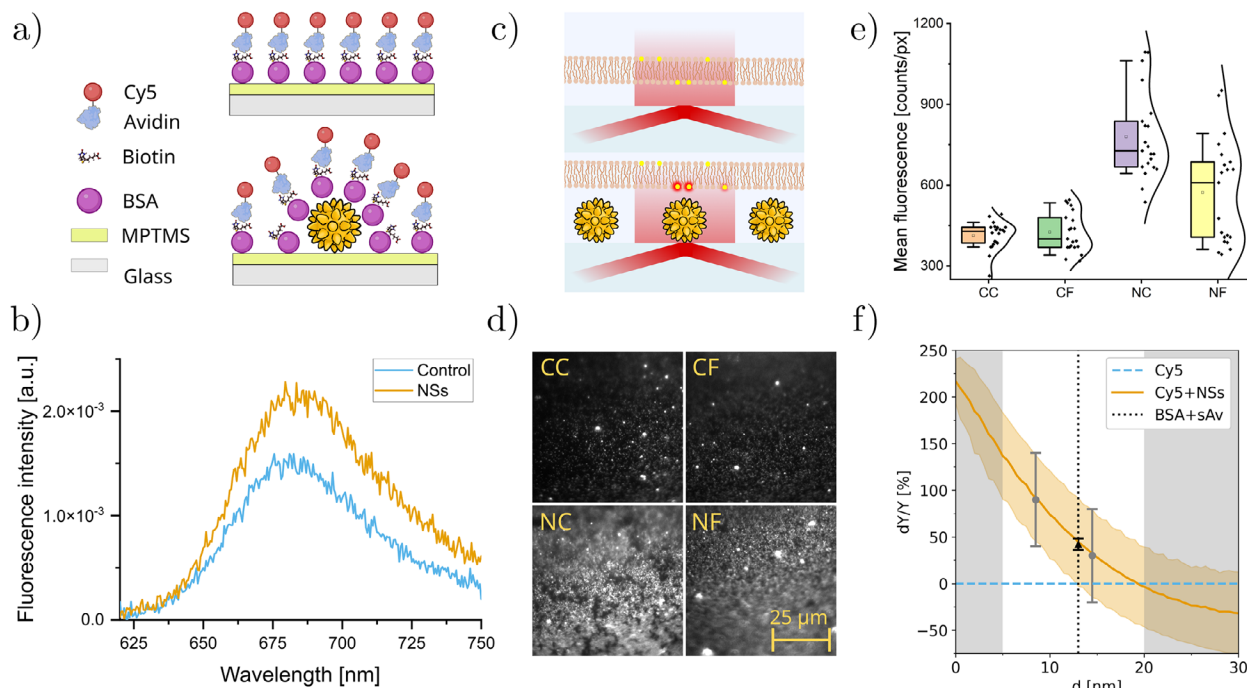 a)
Cy5
Avidin
Biotin
BSA
MPTMS
Glass
b)
Fluorescence intensity [a.u.]
2.0×10⁻³
1.0×10⁻³
0.0
625 650 675 700 725 750
Wavelength [nm]
Control
NSs
c)
d)
CC
CF
NC
NF
25 µm
e)
Mean fluorescence [counts/px]
1200
900
600
300
CC CF NC NF
f)
dY/Y [%]
250
200
150
100
50
0
−50
0 10 20 30
d [nm]
Cy5
Cy5+NSs
BSA+sAv